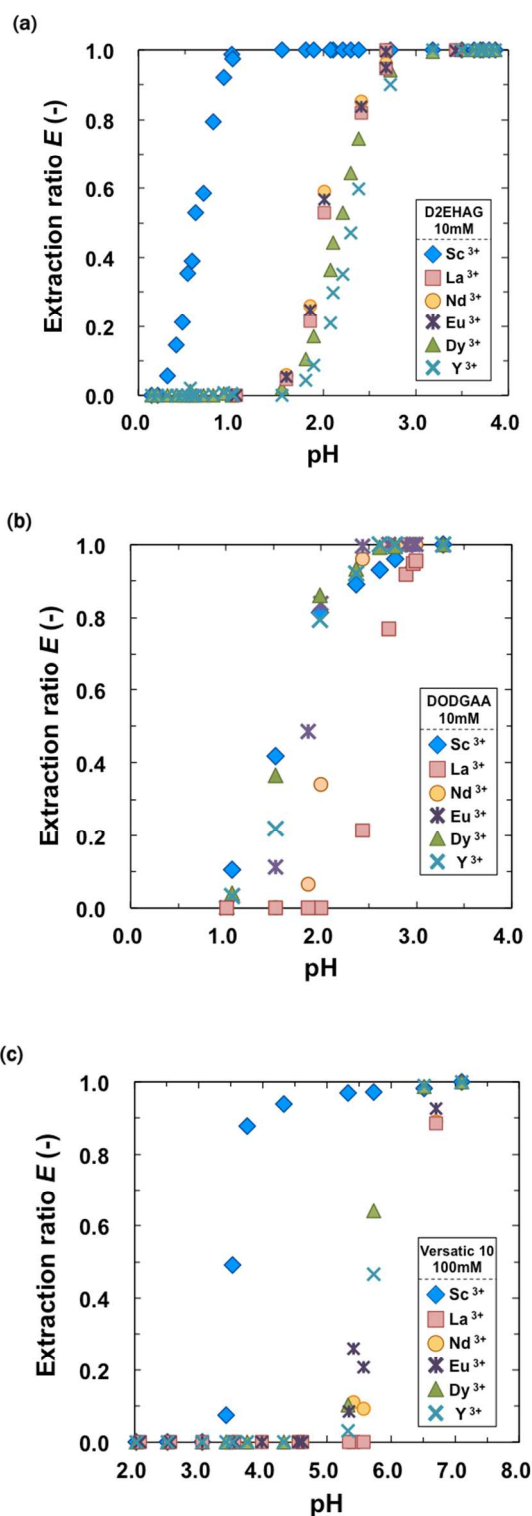 (a)
Extraction ratio E (-)
1.0
0.8
0.6
0.4
0.2
0.0
0.0 1.0 2.0 3.0 4.0
pH
D2EHAG
10mM
Sc 3+
La 3+
Nd 3+
Eu 3+
Dy 3+
Y 3+
(b)
Extraction ratio E (-)
1.0
0.8
0.6
0.4
0.2
0.0
0.0 1.0 2.0 3.0 4.0
pH
DODGAA
10mM
Sc 3+
La 3+
Nd 3+
Eu 3+
Dy 3+
Y 3+
(c)
Extraction ratio E (-)
1.0
0.8
0.6
0.4
0.2
0.0
2.0 3.0 4.0 5.0 6.0 7.0 8.0
pH
Versatic 10
100mM
Sc 3+
La 3+
Nd 3+
Eu 3+
Dy 3+
Y 3+